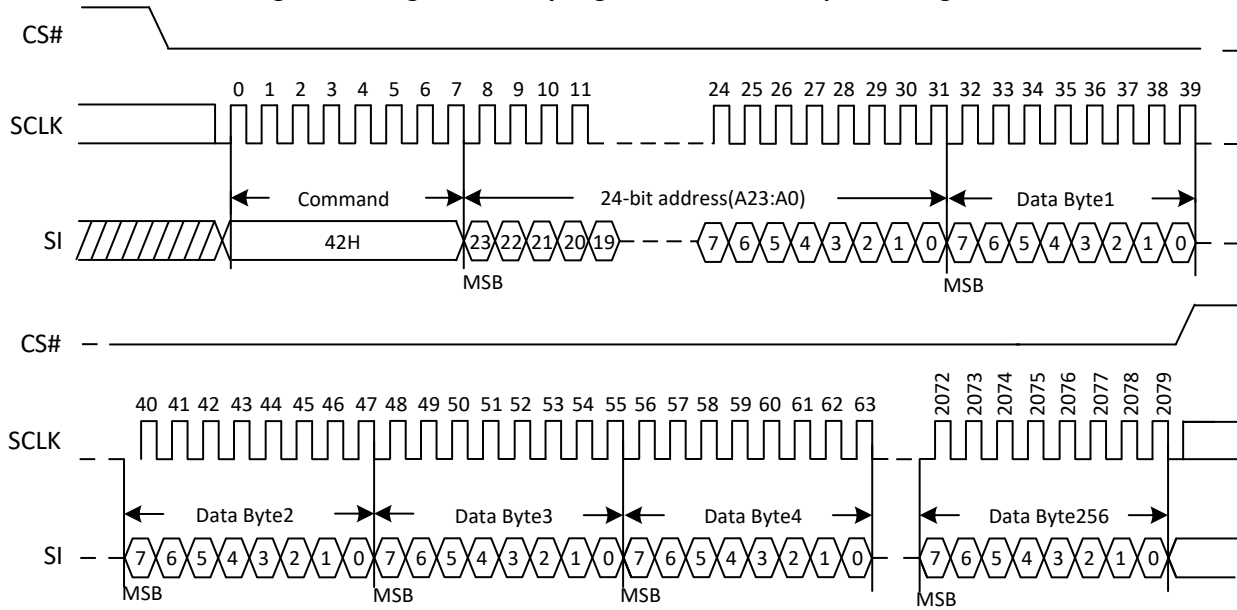 CS#
0 1 2 3 4 5 6 7 8 9 10 11 24 25 26 27 28 29 30 31 32 33 34 35 36 37 38 39
SCLK
Command 24-bit address(A23:A0) Data Byte1
SI 42H 23 22 21 20 19 7 6 5 4 3 2 1 0 7 6 5 4 3 2 1 0
MSB MSB
CS#
40 41 42 43 44 45 46 47 48 49 50 51 52 53 54 55 56 57 58 59 60 61 62 63 2072 2073 2074 2075 2076 2077 2078 2079
SCLK
Data Byte2 Data Byte3 Data Byte4 Data Byte256
SI 7 6 5 4 3 2 1 0 7 6 5 4 3 2 1 0 7 6 5 4 3 2 1 0 7 6 5 4 3 2 1 0
MSB MSB MSB MSB